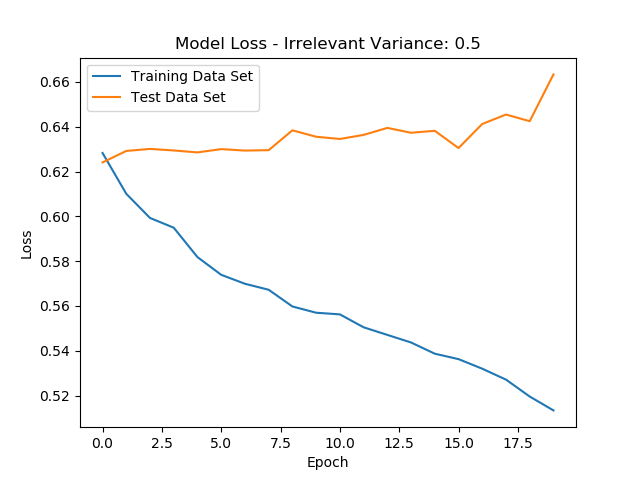 Model Loss - Irrelevant Variance: 0.5
Training Data Set
Test Data Set
0.66
0.64
0.62
0.60
0.58
0.56
0.54
0.52
Loss
0.0 2.5 5.0 7.5 10.0 12.5 15.0 17.5
Epoch